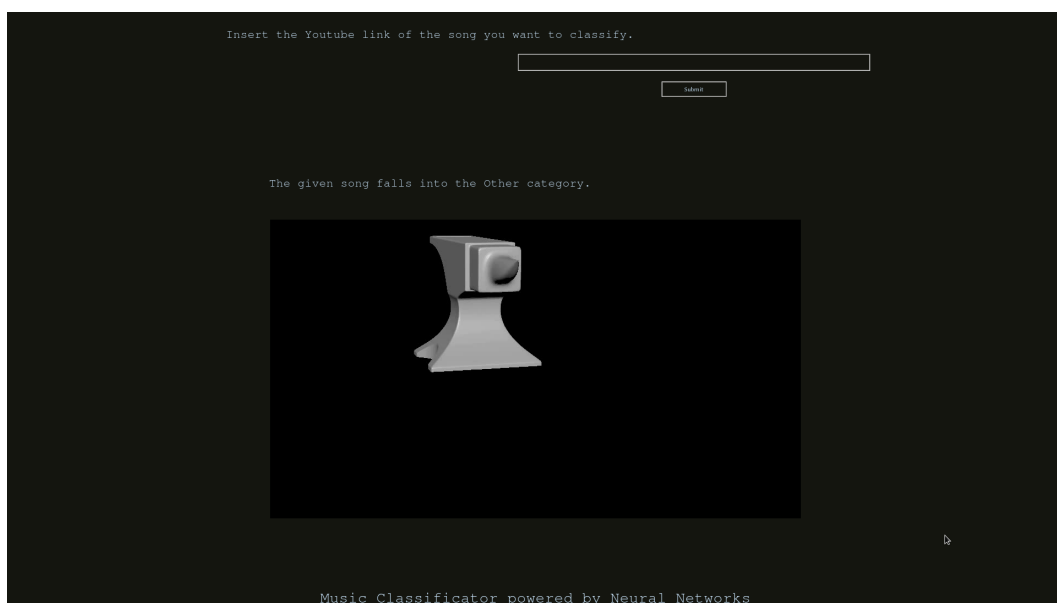 Insert the Youtube link of the song you want to classify.
Submit
The given song falls into the Other category.
Music Classificator powered by Neural Networks